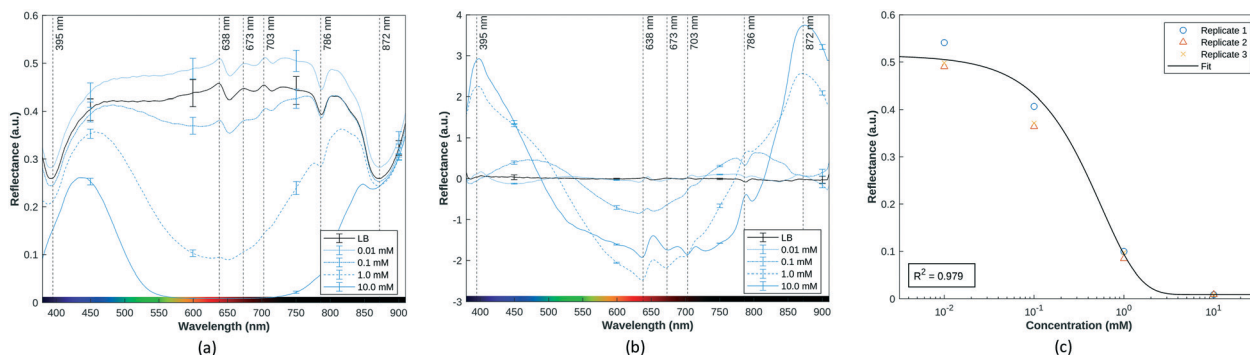 395 nm
638 nm
673 nm
703 nm
786 nm
872 nm
Reflectance (a.u.)
0.6
0.5
0.4
0.3
0.2
0.1
0
LB
0.01 mM
0.1 mM
1.0 mM
10.0 mM
400 450 500 550 600 650 700 750 800 850 900
Wavelength (nm)
(a)
395 nm
638 nm
673 nm
703 nm
786 nm
872 nm
Reflectance (a.u.)
4
3
2
1
0
-1
-2
-3
LB
0.01 mM
0.1 mM
1.0 mM
10.0 mM
400 450 500 550 600 650 700 750 800 850 900
Wavelength (nm)
(b)
Replicate 1
Replicate 2
Replicate 3
Fit
Reflectance (a.u.)
0.6
0.5
0.4
0.3
0.2
0.1
0
R² = 0.979
10⁻² 10⁻¹ 10⁰ 10¹
Concentration (mM)
(c)